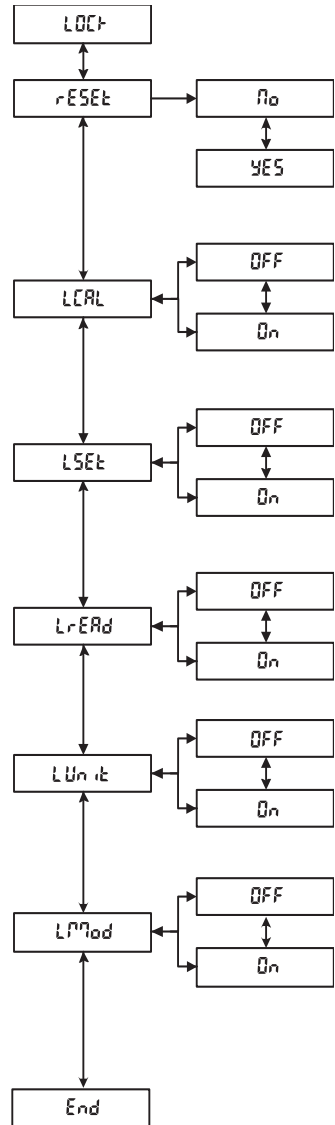 LOCK
rESEt
No
YES
LCAL
OFF
On
LSEt
OFF
On
LrEAd
OFF
On
LUnit
OFF
On
LMMod
OFF
On
End